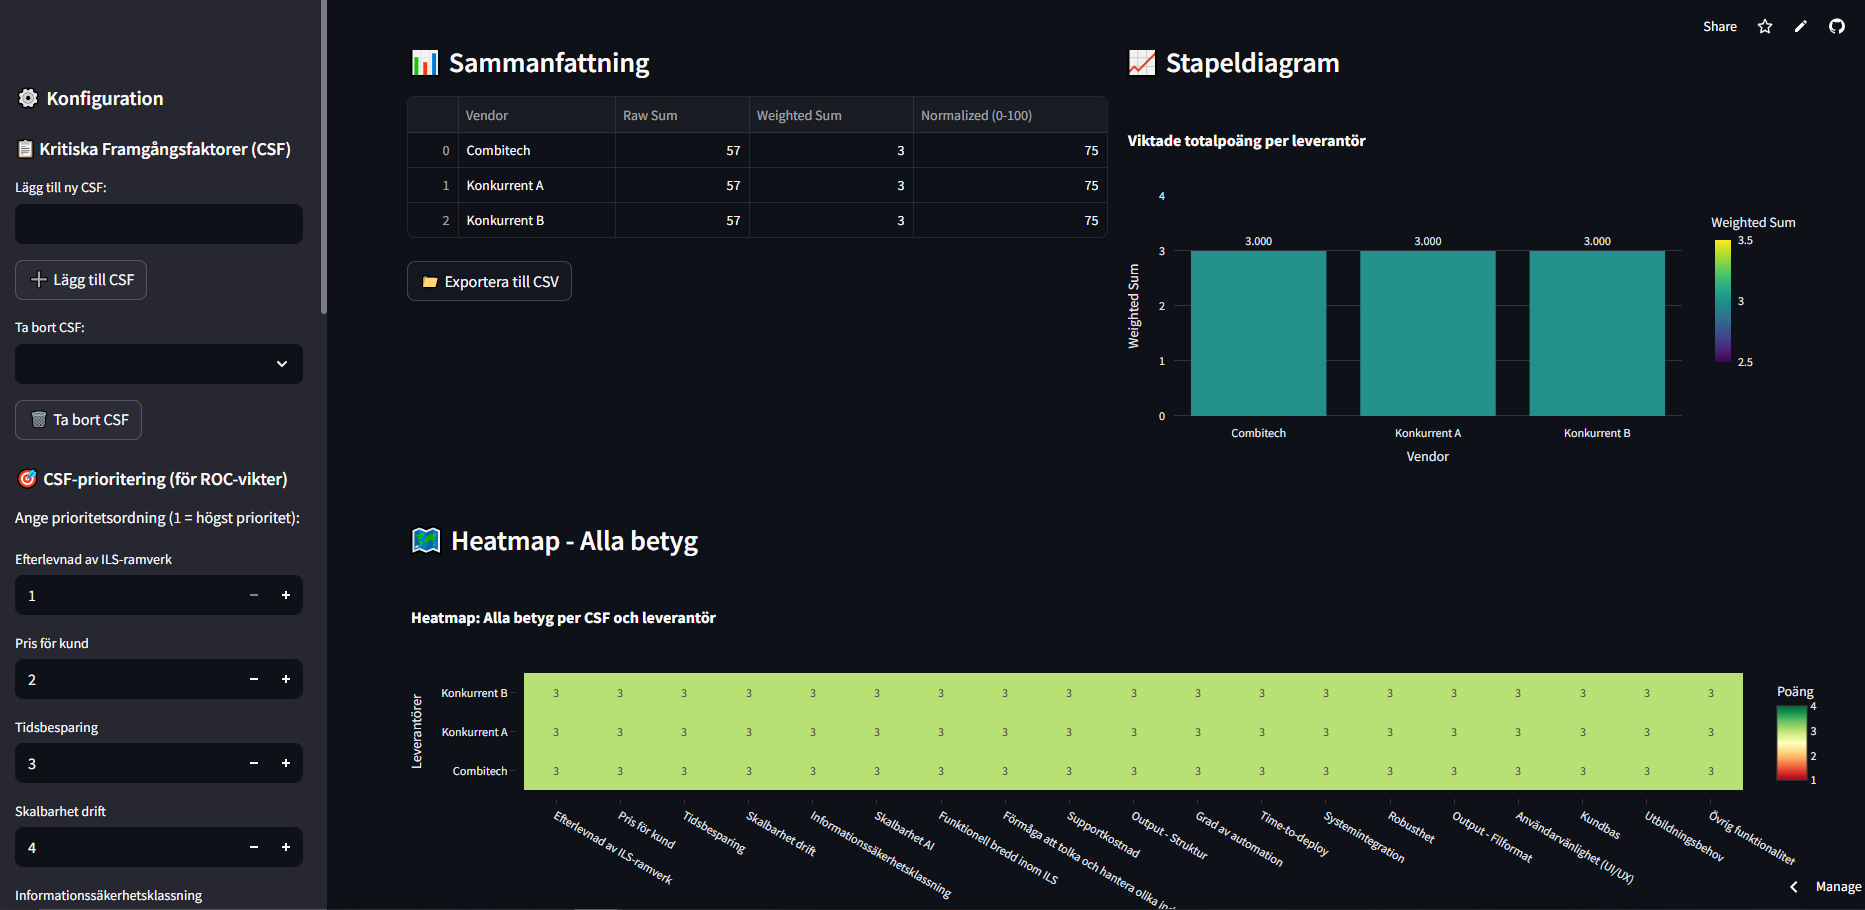 Share
Konfiguration
Kritiska Framgångsfaktorer (CSF)
Lägg till ny CSF:
Lägg till CSF
Ta bort CSF:
Ta bort CSF
CSF-prioritering (för ROC-vikter)
Ange prioritetsordning (1 = högst prioritet):
Efterlevnad av ILS-ramverk
1
Pris för kund
2
Tidsbesparing
3
Skalbarhet drift
4
Informationssäkerhetsklassning
Sammanfattning
Vendor Raw Sum Weighted Sum Normalized (0-100)
0 Combitech 57 3 75
1 Konkurrent A 57 3 75
2 Konkurrent B 57 3 75
Exportera till CSV
Stapeldiagram
Viktade totalpoäng per leverantör
Weighted Sum
4
3
2
1
0
3.000 3.000 3.000
Combitech Konkurrent A Konkurrent B
Vendor
Weighted Sum
3.5
3
2.5
Heatmap - Alla betyg
Heatmap: Alla betyg per CSF och leverantör
Leverantörer
Konkurrent B 3 3 3 3 3 3 3 3 3 3 3 3 3 3 3 3 3 3 3
Konkurrent A 3 3 3 3 3 3 3 3 3 3 3 3 3 3 3 3 3 3 3
Combitech 3 3 3 3 3 3 3 3 3 3 3 3 3 3 3 3 3 3 3
Efterlevnad av ILS-ramverk
Pris för kund
Tidsbesparing
Skalbarhet drift
Informationssäkerhetsklassning
Skalbarhet AI
Funktionell bredd inom ILS
Förmåga att tolka och hantera olika
Supportkostnad
Output - Struktur
Grad av automation
Time-to-deploy
Systemintegration
Robusthet
Output - Filformat
Användarvänlighet (UI/UX)
Kundbas
Utbildningsbehov
Övrig funktionalitet
Poäng
4
3
2
1
Manage